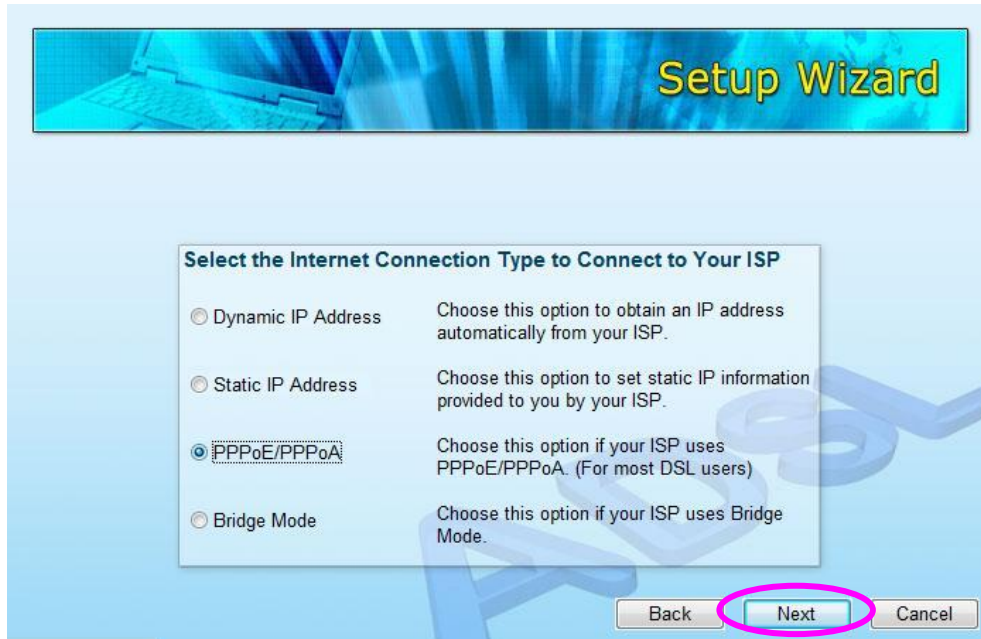 Setup Wizard
Select the Internet Connection Type to Connect to Your ISP
Dynamic IP Address
Choose this option to obtain an IP address
automatically from your ISP.
Static IP Address
Choose this option to set static IP information
provided to you by your ISP.
PPPoE/PPPoA
Choose this option if your ISP uses
PPPoE/PPPoA. (For most DSL users)
Bridge Mode
Choose this option if your ISP uses Bridge
Mode.
ADSL
Back
Next
Cancel